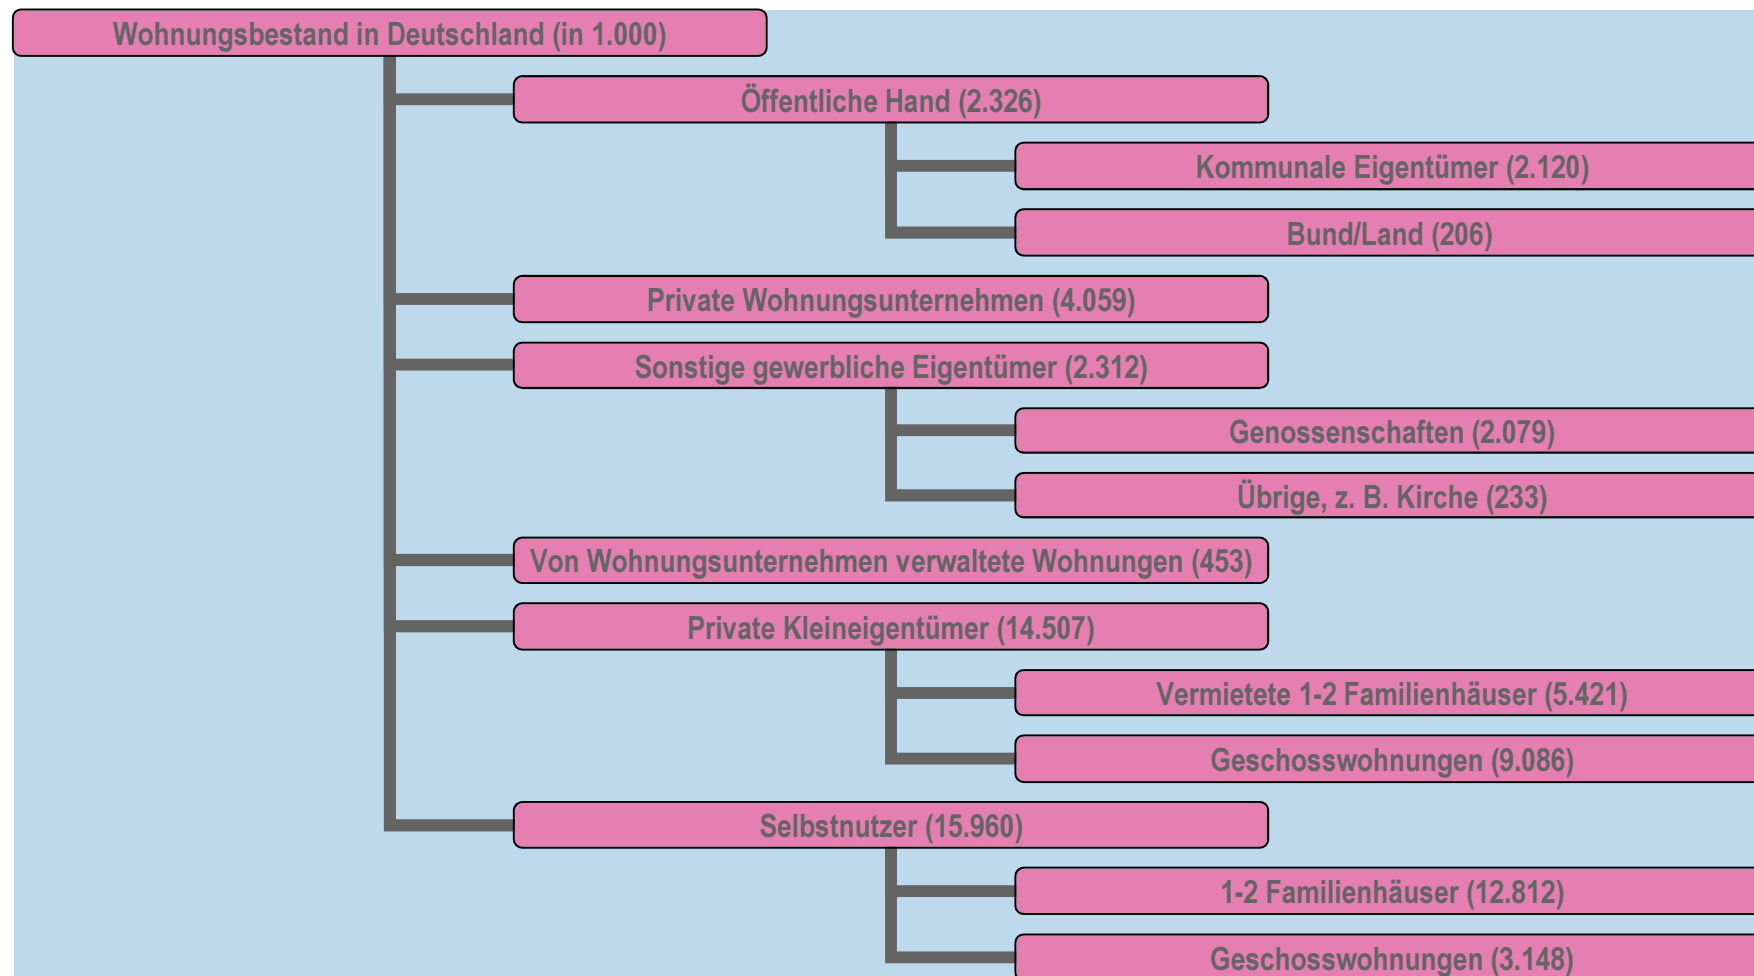 Wohnungsbestand in Deutschland (in 1.000)
Öffentliche Hand (2.326)
Kommunale Eigentümer (2.120)
Bund/Land (206)
Private Wohnungsunternehmen (4.059)
Sonstige gewerbliche Eigentümer (2.312)
Genossenschaften (2.079)
Übrige, z. B. Kirche (233)
Von Wohnungsunternehmen verwaltete Wohnungen (453)
Private Kleineigentümer (14.507)
Vermietete 1-2 Familienhäuser (5.421)
Geschosswohnungen (9.086)
Selbstnutzer (15.960)
1-2 Familienhäuser (12.812)
Geschosswohnungen (3.148)